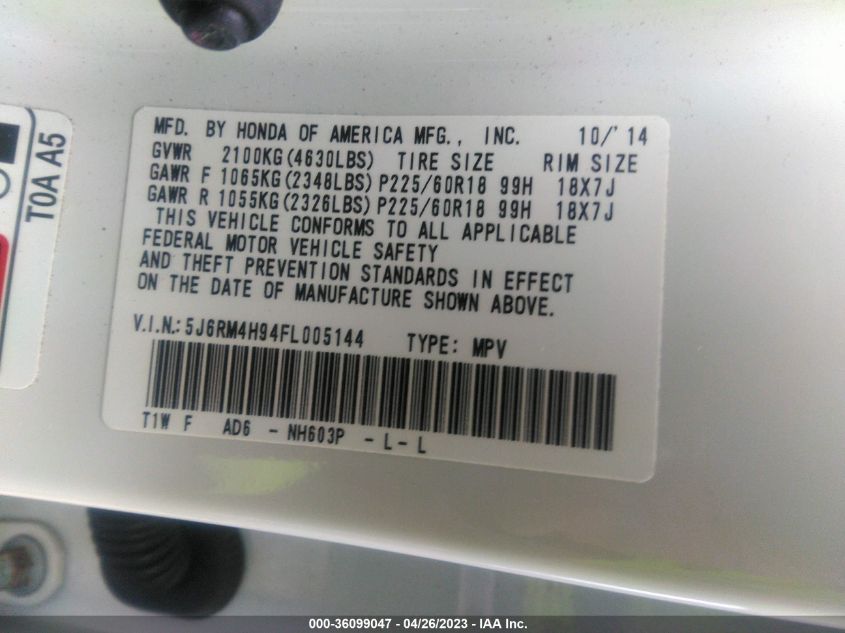 MFD. BY HONDA OF AMERICA MFG., INC. 10/'14
GVWR 2100KG(4630LBS) TIRE SIZE RIM SIZE
GAWR F 1065KG(2348LBS) P225/60R18 99H 18X7J
GAWR R 1055KG(2326LBS) P225/60R18 99H 18X7J
THIS VEHICLE CONFORMS TO ALL APPLICABLE
FEDERAL MOTOR VEHICLE SAFETY
AND THEFT PREVENTION STANDARDS IN EFFECT
ON THE DATE OF MANUFACTURE SHOWN ABOVE.
V.I.N.: 5J6RM4H94FL005144 TYPE: MPV
T1W F AD6 - NH603P - L - L
T0A A5
000-36099047 - 04/26/2023 - IAA Inc.